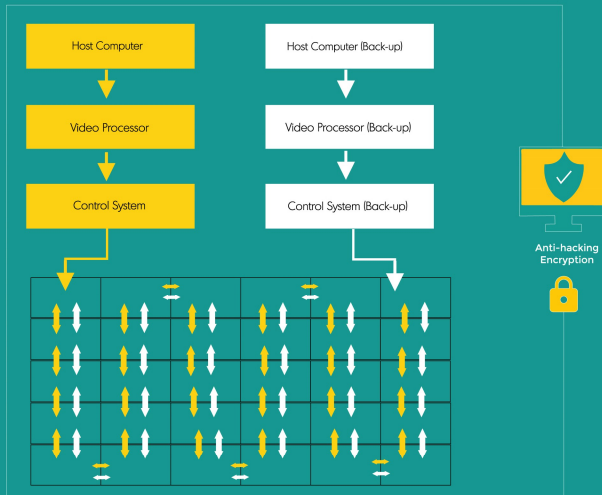 Host Computer
Host Computer (Back-up)
Video Processor
Video Processor (Back-up)
Control System
Control System (Back-up)
Anti-hacking
Encryption